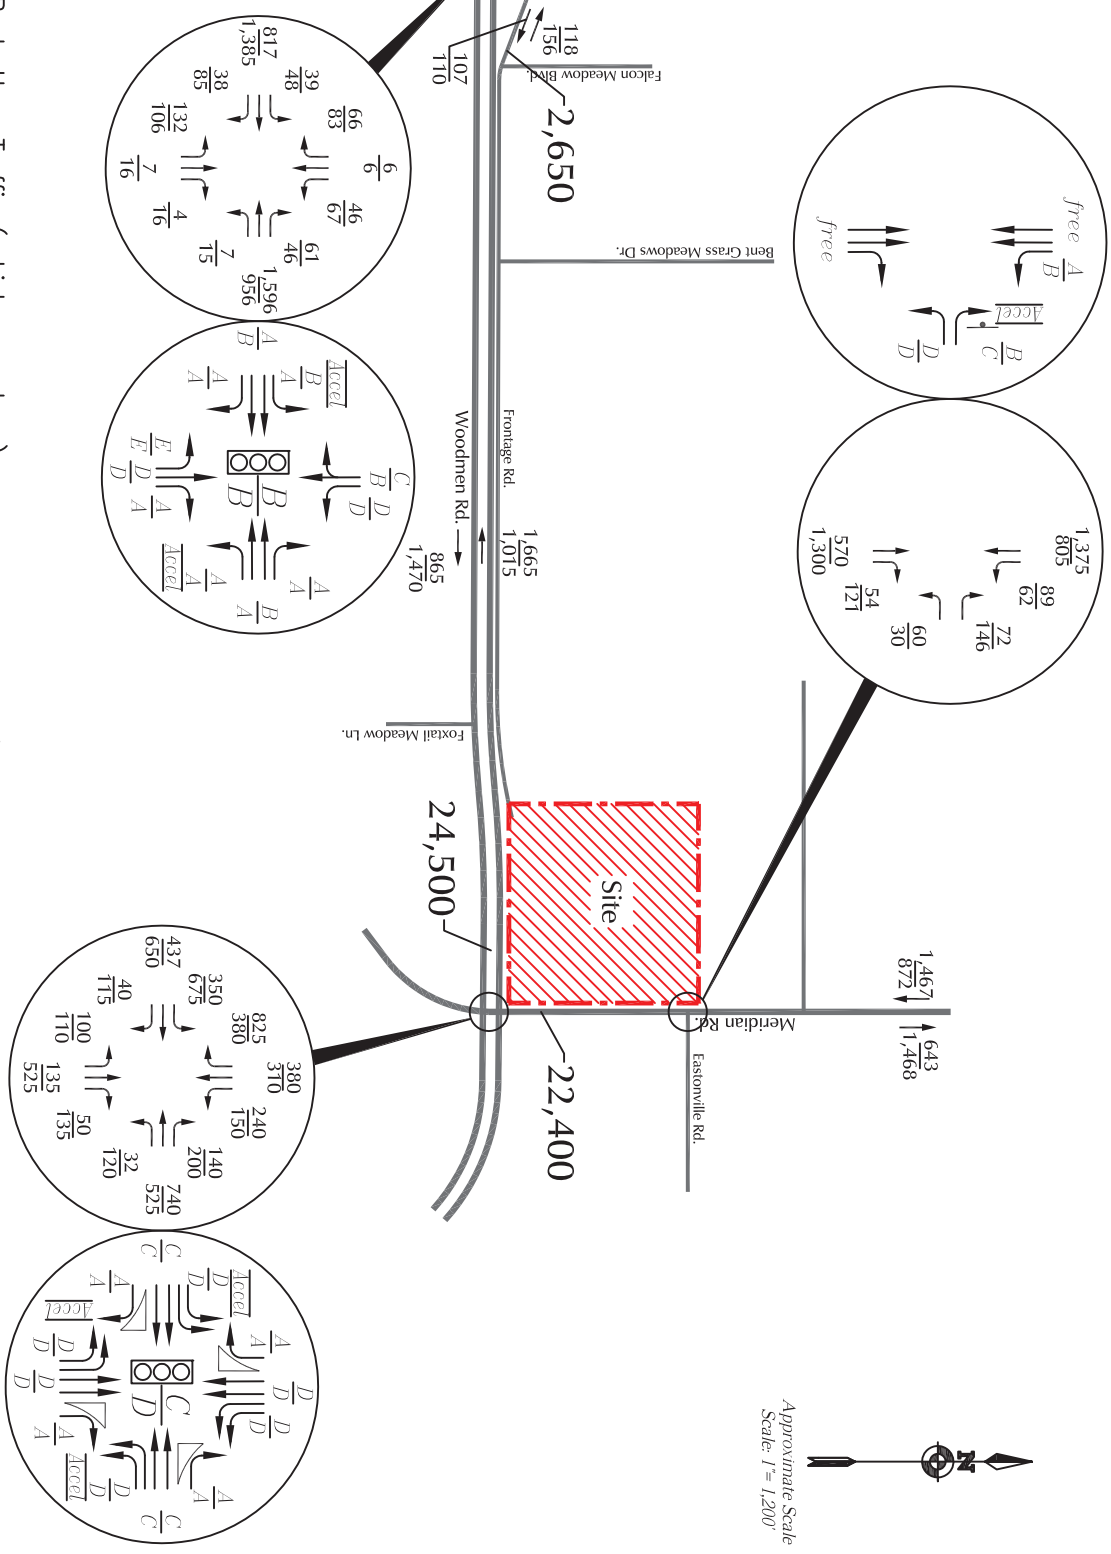 118
156
107
110
Falcon Meadow Blvd.
2,650
Bent Grass Meadows Dr.
817
1,385
38
85
39
48
66
83
6
6
46
67
132
106
7
16
4
16
7
15
61
46
1,596
956
A
B
A
A
B
A
Accel
E
E
D
D
A
A
C
B
D
D
B
B
Accel
A
A
A
A
B
A
free
free
A
B
Accel
B
C
D
D
1,375
805
89
62
570
1,300
54
121
60
30
72
146
Frontage Rd.
Woodmen Rd.
1,665
1,015
865
1,470
Foxtail Meadow Ln.
Site
24,500
22,400
Meridian Rd.
Eastonville Rd.
1,467
872
643
1,468
437
650
350
675
40
115
825
380
380
310
240
150
100
110
135
525
50
135
32
120
140
200
740
525
C
C
A
A
D
D
Accel
Accel
A
A
D
D
D
D
D
D
D
D
A
A
C
D
Accel
D
D
A
A
C
C
N
Approximate Scale
Scale: 1"= 1,200'